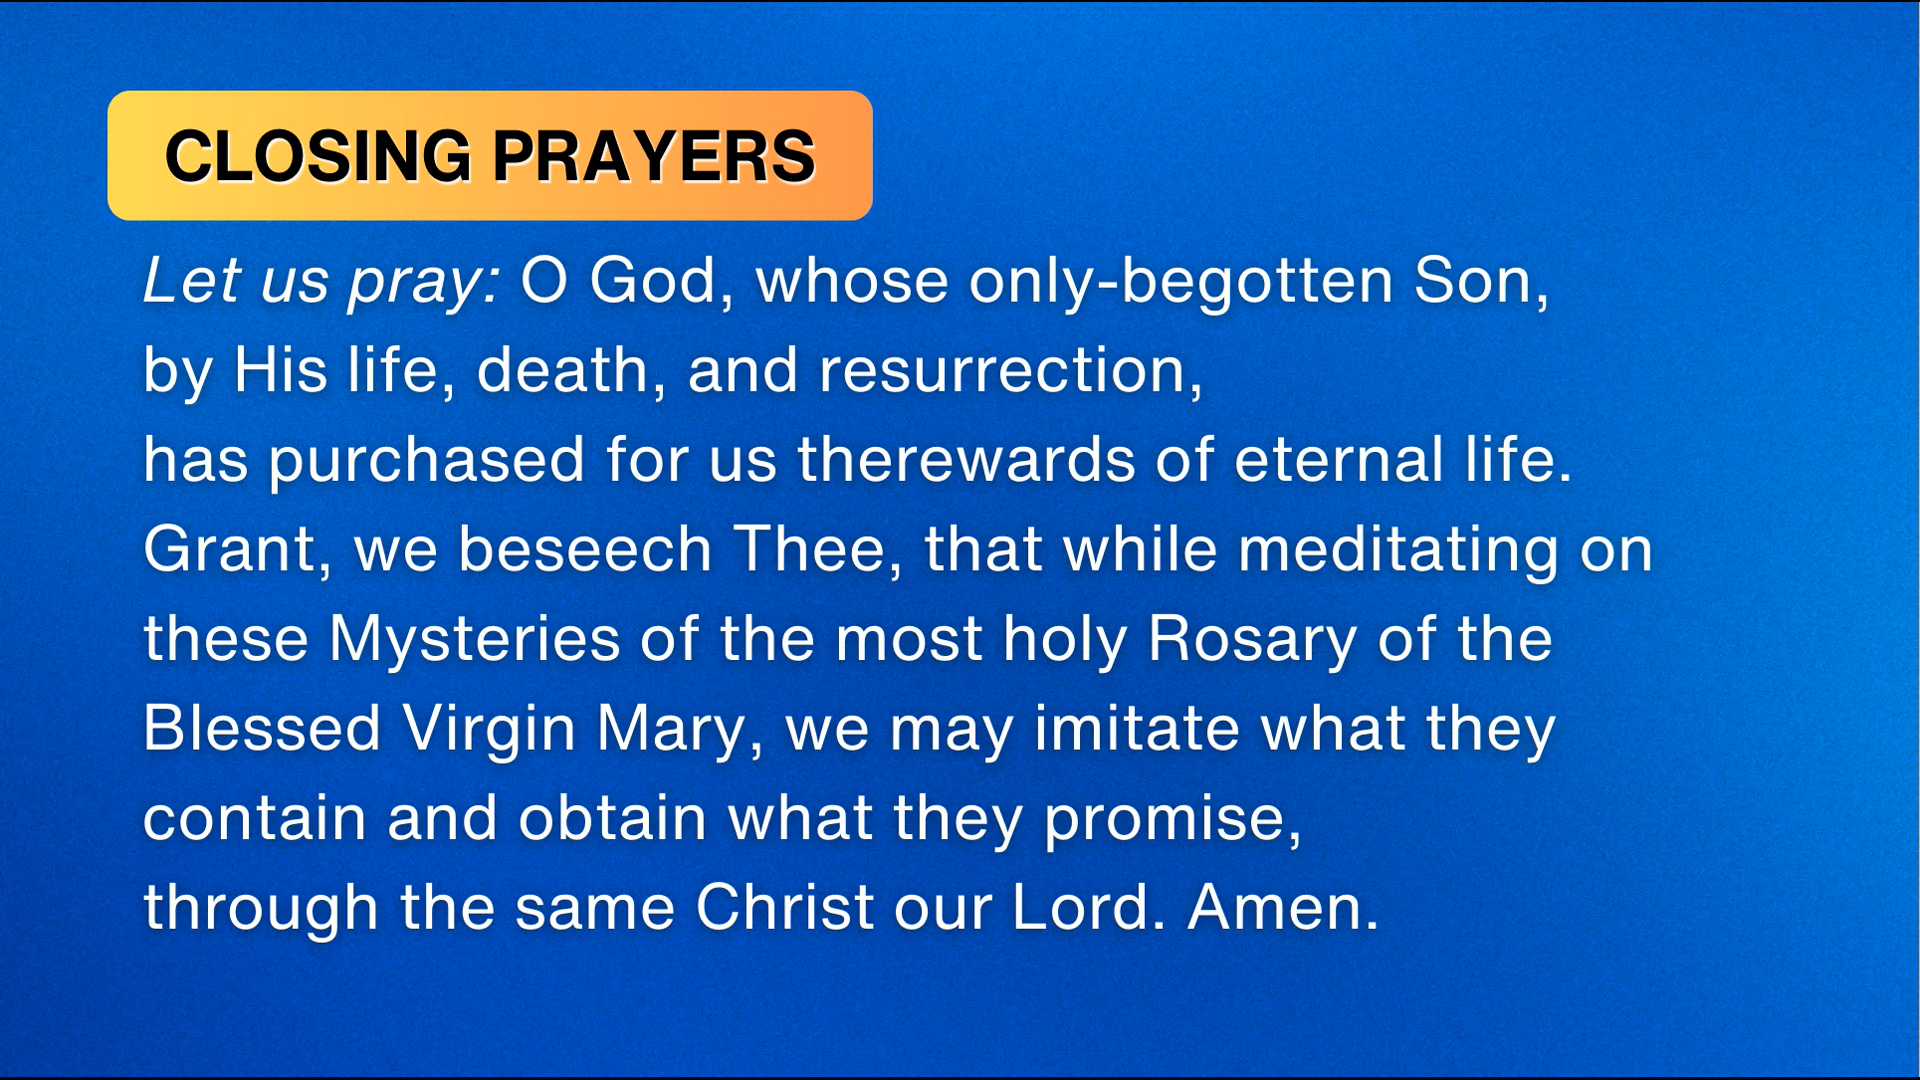 CLOSING PRAYERS
Let us pray: O God, whose only-begotten Son,
by His life, death, and resurrection,
has purchased for us therewards of eternal life.
Grant, we beseech Thee, that while meditating on
these Mysteries of the most holy Rosary of the
Blessed Virgin Mary, we may imitate what they
contain and obtain what they promise,
through the same Christ our Lord. Amen.